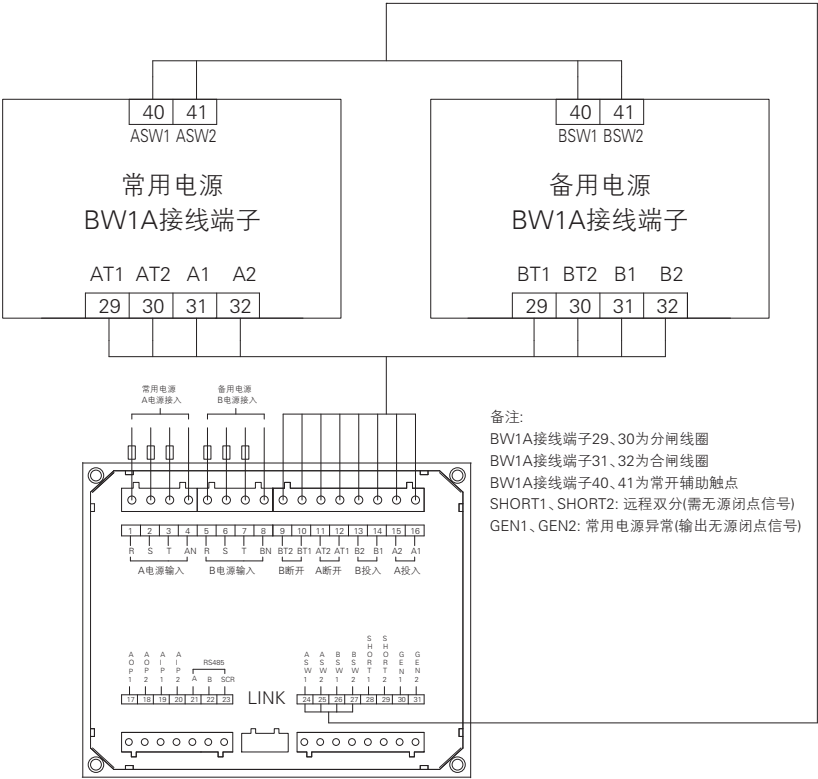 40 41
ASW1 ASW2
常用电源
BW1A接线端子
AT1 AT2 A1 A2
29 30 31 32
40 41
BSW1 BSW2
备用电源
BW1A接线端子
BT1 BT2 B1 B2
29 30 31 32
常用电源
A电源接入
备用电源
B电源接入
备注:
BW1A接线端子29、30为分闸线圈
BW1A接线端子31、32为合闸线圈
BW1A接线端子40、41为常开辅助触点
SHORT1、SHORT2: 远程双分(需无源闭点信号)
GEN1、GEN2: 常用电源异常(输出无源闭点信号)
1 2 3 4 5 6 7 8 9 10 11 12 13 14 15 16
R S T AN R S T BN BT2 BT1 AT2 AT1 B2 B1 A2 A1
A电源输入 B电源输入 B断开 A断开 B投入 A投入
AOP1 AOP2 AIP1 AIP2 RS485 ASW1 ASW2 BSW1 BSW2 SHORT1 SHORT2 GEN1 GEN2
A B SCR
17 18 19 20 21 22 23 LINK 24 25 26 27 28 29 30 31